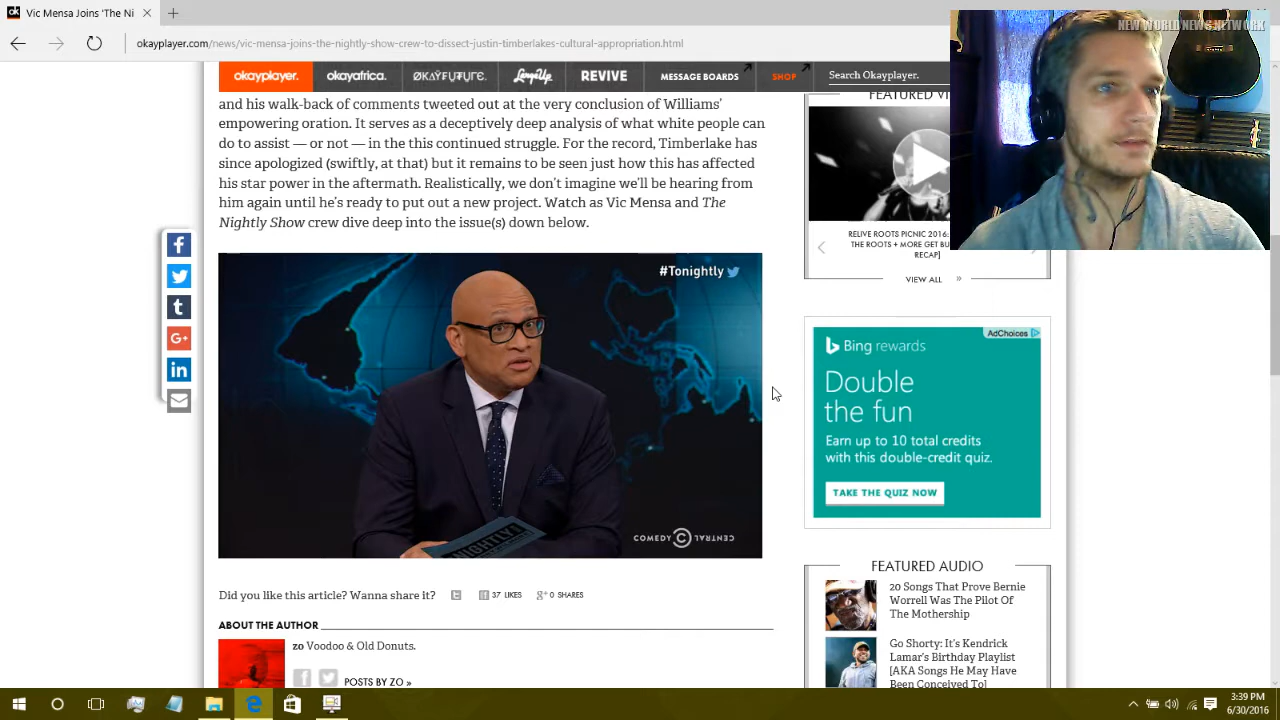 Vic Mensa Joins 'The Ni
NEW WORLD NEWS NETWORK
okayplayer.com/news/vic-mensa-joins-the-nightly-show-crew-to-dissect-justin-timberlakes-cultural-appropriation.html
okayplayer.
okayafrica.
ØKAŸFUṪURE.
LargeUp
REVIVE
MESSAGE BOARDS
SHOP
Search Okayplayer.
and his walk-back of comments tweeted out at the very conclusion of Williams'
empowering oration. It serves as a deceptively deep analysis of what white people can
do to assist — or not — in the this continued struggle. For the record, Timberlake has
since apologized (swiftly, at that) but it remains to be seen just how this has affected
his star power in the aftermath. Realistically, we don't imagine we'll be hearing from
him again until he's ready to put out a new project. Watch as Vic Mensa and The
Nightly Show crew dive deep into the issue(s) down below.
FEATURED VI
RELIVE ROOTS PICNIC 2016:
THE ROOTS + MORE GET BU
RECAP]
VIEW ALL »
#Tonightly
COMEDY CENTRAL
NIGHTLY
AdChoices
Bing rewards
Double
the fun
Earn up to 10 total credits
with this double-credit quiz.
TAKE THE QUIZ NOW
FEATURED AUDIO
20 Songs That Prove Bernie
Worrell Was The Pilot Of
The Mothership
Go Shorty: It's Kendrick
Lamar's Birthday Playlist
[AKA Songs He May Have
Been Conceived To]
Did you like this article? Wanna share it? 37 LIKES 0 SHARES
ABOUT THE AUTHOR
zo Voodoo & Old Donuts.
POSTS BY ZO »
3:39 PM
6/30/2016